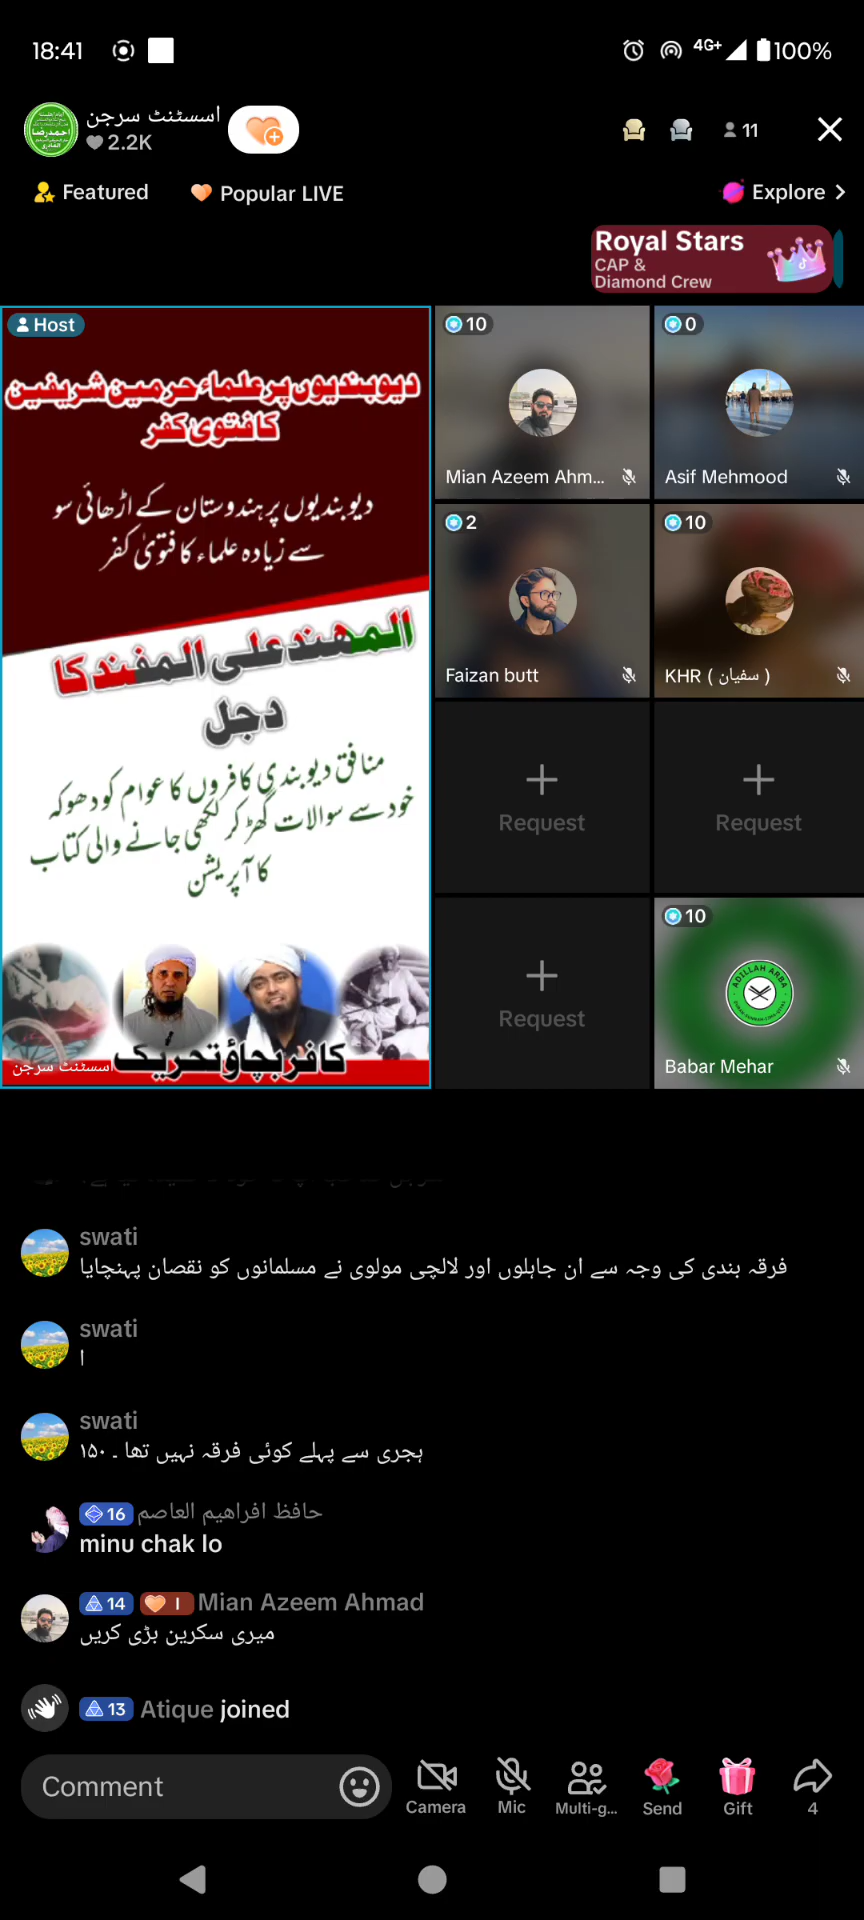 18:41
4G+
100%
اسسٹنٹ سرجن
احمدرضا
2.2K
11
Featured
Popular LIVE
Explore
Royal Stars
CAP &
Diamond Crew
Host
دیوبندیوں پر علماء حرمین شریفین
کا فتویٰ کفر
دیوبندیوں پر ہندوستان کے اڑھائی سو
سے زیادہ علماء کا فتویٰ کفر
المهند علی المفند کا
دجل
منافق دیوبندی کافروں کا عوام کو دھوکہ
خود سے سوالات گھڑ کر لکھی جانے والی کتاب
کا آپریشن
کافر بچاؤ تحریک
اسسٹنٹ سرجن
10
Mian Azeem Ahm...
0
Asif Mehmood
2
Faizan butt
10
KHR ( سفیان )
Request
Request
Request
10
ADILLAH ARBA
Babar Mehar
swati
فرقہ بندی کی وجہ سے ان جاہلوں اور لالچی مولوی نے مسلمانوں کو نقصان پہنچایا
swati
ا
swati
ہجری سے پہلے کوئی فرقہ نہیں تھا ۔ ۱۵۰
16 حافظ افراهيم العاصم
minu chak lo
14 I Mian Azeem Ahmad
میری سکرین بڑی کریں
13 Atique joined
Comment
Camera
Mic
Multi-g...
Send
Gift
4